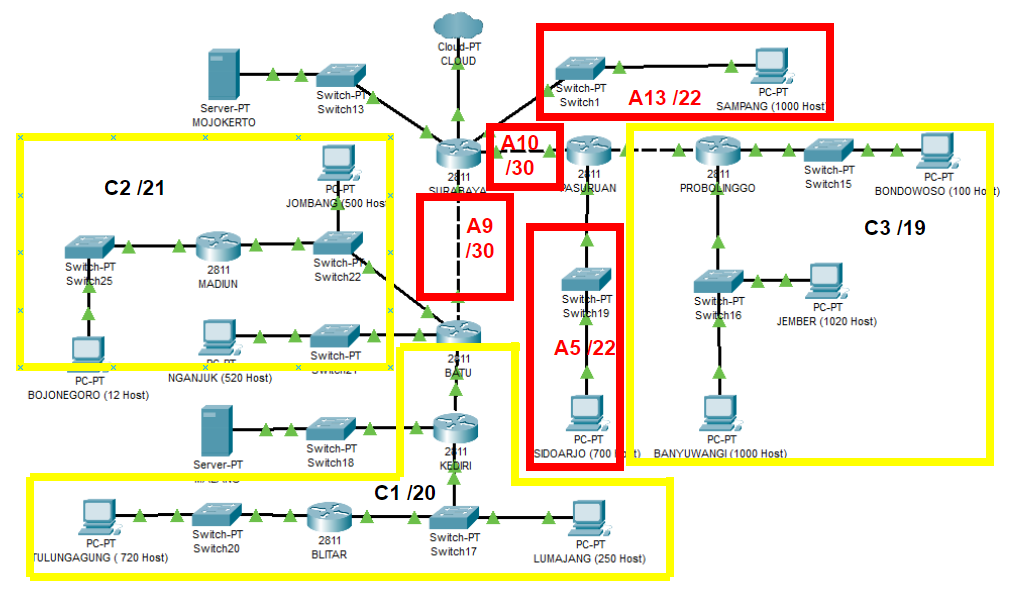 Cloud-PT
CLOUD
Server-PT
MOJOKERTO
Switch-PT
Switch13
Switch-PT
Switch1
A13 /22
PC-PT
SAMPANG (1000 Host
A10
/30
2811
SURABAYA
2811
PASURUAN
2811
PROBOLINGGO
Switch-PT
Switch15
PC-PT
BONDOWOSO (100 Host)
C2 /21
PC-PT
JOMBANG (500 Host
A9
/30
C3 /19
Switch-PT
Switch25
2811
MADIUN
Switch-PT
Switch22
Switch-PT
Switch19
Switch-PT
Switch16
PC-PT
JEMBER (1020 Host)
A5 /22
PC-PT
NGANJUK (520 Host)
Switch-PT
2811
BATU
PC-PT
BOJONEGORO (12 Host)
Server-PT
Switch-PT
Switch18
2811
KEDIRI
PC-PT
SIDOARJO (700 Host)
PC-PT
BANYUWANGI (1000 Host)
C1 /20
PC-PT
TULUNGAGUNG ( 720 Host)
Switch-PT
Switch20
2811
BLITAR
Switch-PT
Switch17
PC-PT
LUMAJANG (250 Host)